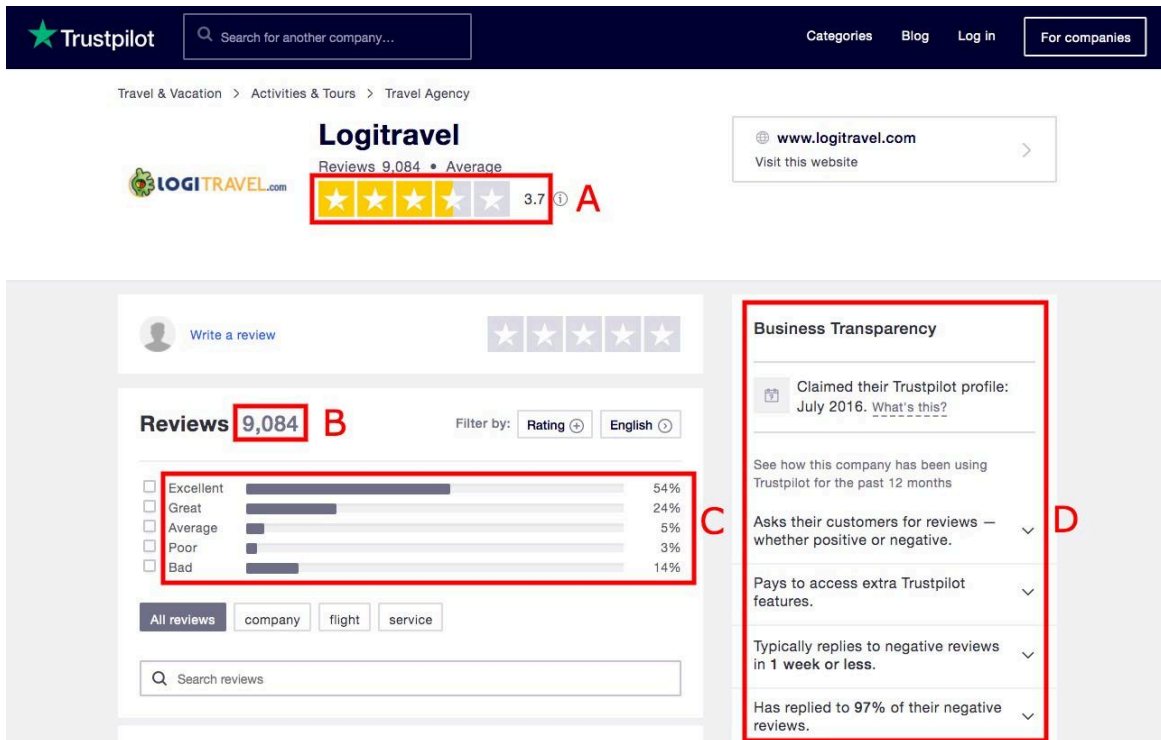 Trustpilot
Search for another company...
Categories Blog Log in For companies
Travel & Vacation > Activities & Tours > Travel Agency
Logitravel
Reviews 9,084 • Average
LOGITRAVEL.com
3.7 A
www.logitravel.com
Visit this website
Write a review
Reviews 9,084 B
Filter by: Rating English
Excellent 54%
Great 24%
Average 5%
Poor 3%
Bad 14%
C
All reviews company flight service
Search reviews
Business Transparency
Claimed their Trustpilot profile:
July 2016. What's this?
See how this company has been using
Trustpilot for the past 12 months
Asks their customers for reviews —
whether positive or negative.
D
Pays to access extra Trustpilot
features.
Typically replies to negative reviews
in 1 week or less.
Has replied to 97% of their negative
reviews.